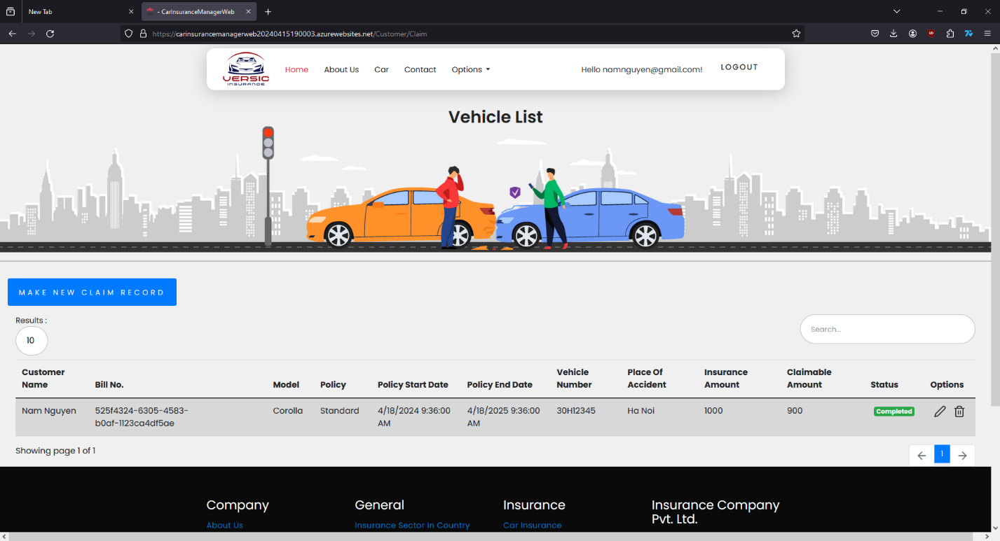 New Tab
- CarInsuranceManagerWeb
https://carinsurancemanagerweb20240415190003.azurewebsites.net/Customer/Claim
VERSIC
INSURANCE
Home
About Us
Car
Contact
Options
Hello namnguyen@gmail.com!
LOGOUT
Vehicle List
MAKE NEW CLAIM RECORD
Results :
10
Search...
Customer Name
Bill No.
Model
Policy
Policy Start Date
Policy End Date
Vehicle Number
Place Of Accident
Insurance Amount
Claimable Amount
Status
Options
Nam Nguyen
525f4324-6305-4583-
b0af-1123ca4df5ae
Corolla
Standard
4/18/2024 9:36:00
AM
4/18/2025 9:36:00
AM
30H12345
Ha Noi
1000
900
Completed
Showing page 1 of 1
1
Company
General
Insurance
Insurance Company
Pvt. Ltd.
About Us
Insurance Sector In Country
Car Insurance